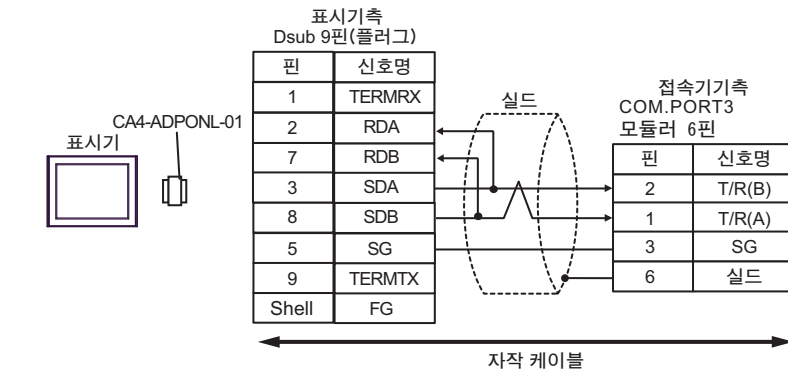 표시기측
Dsub 9핀(플러그)
핀 신호명
1 TERMRX
2 RDA
7 RDB
3 SDA
8 SDB
5 SG
9 TERMTX
Shell FG
표시기
CA4-ADPONL-01
실드
접속기기측
COM.PORT3
모듈러 6핀
핀 신호명
2 T/R(B)
1 T/R(A)
3 SG
6 실드
자작 케이블